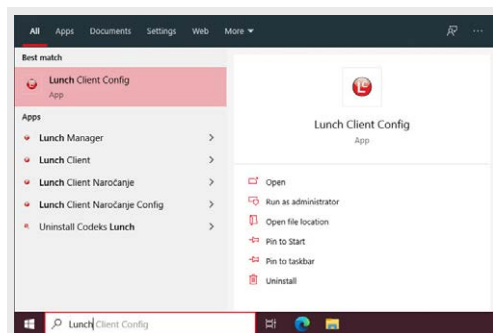 All Apps Documents Settings Web More
Best match
Lunch Client Config
App
Apps
Lunch Manager
Lunch Client
Lunch Client Naročanje
Lunch Client Naročanje Config
Uninstall Codeks Lunch
Lunch Client Config
App
Open
Run as administrator
Open file location
Pin to Start
Pin to taskbar
Uninstall
Lunch Client Config